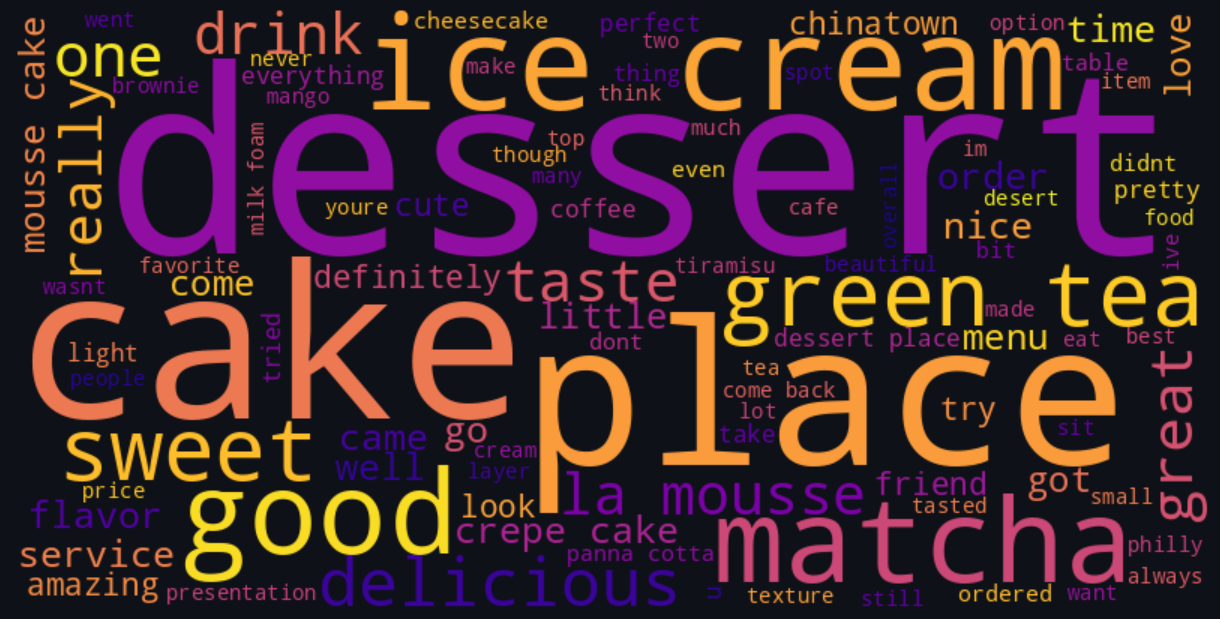 went
drink
cheesecake
perfect
chinatown
option
time
love
mousse cake
one
never
ice cream
two
brownie
everything
make
thing
spot
table
mango
think
item
really
dessert
milk foam
top
much
though
many
even
im
didnt
order
overall
pretty
youre
cute
coffee
cafe
desert
food
nice
bit
ive
favorite
definitely
taste
tiramisu
beautiful
wasnt
come
green tea
little
made
tried
dont
dessert place
menu
eat
best
cake
light
people
place
tea
come back
lot
try
great
take
sit
sweet
came
go
cream
well
layer
price
good
look
la mousse
friend
got
small
tasted
flavor
crepe cake
matcha
service
panna cotta
philly
amazing
presentation
delicious
u
texture
still
ordered
want
always